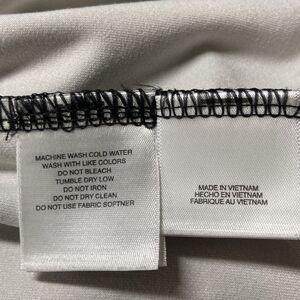 MACHINE WASH COLD WATER
WASH WITH LIKE COLORS
DO NOT BLEACH
TUMBLE DRY LOW
DO NOT IRON
DO NOT DRY CLEAN
DO NOT USE FABRIC SOFTNER
MADE IN VIETNAM
HECHO EN VIETNAM
FABRIQUE AU VIETNAM